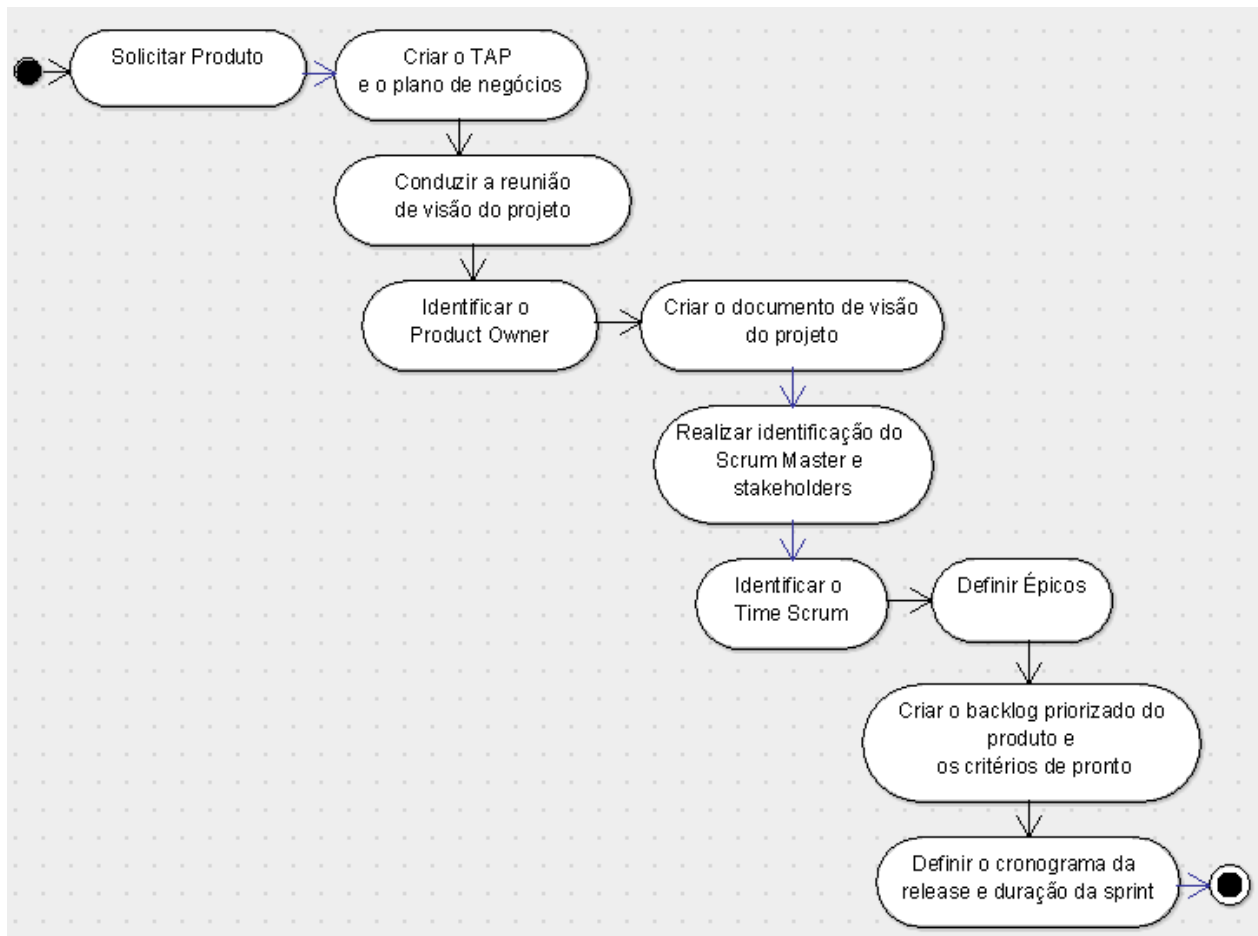 Solicitar Produto
Criar o TAP
e o plano de negócios
Conduzir a reunião
de visão do projeto
Identificar o
Product Owner
Criar o documento de visão
do projeto
Realizar identificação do
Scrum Master e
stakeholders
Identificar o
Time Scrum
Definir Épicos
Criar o backlog priorizado do
produto e
os critérios de pronto
Definir o cronograma da
release e duração da sprint